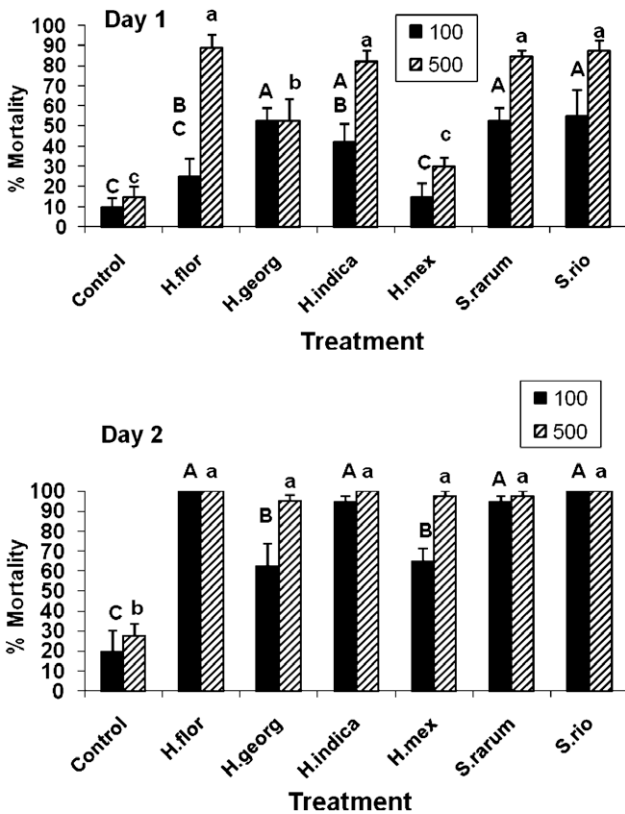 Day 1
100
500
% Mortality
100
90
80
70
60
50
40
30
20
10
0
C c
B
C
a
A b
A
B
a
C c
A a
A a
Control H.flor H.georg H.indica H.mex S.rarum S.rio
Treatment
Day 2
100
500
% Mortality
100
90
80
70
60
50
40
30
20
10
0
C b
A a
B a
A a
B a
A a
A a
Control H.flor H.georg H.indica H.mex S.rarum S.rio
Treatment